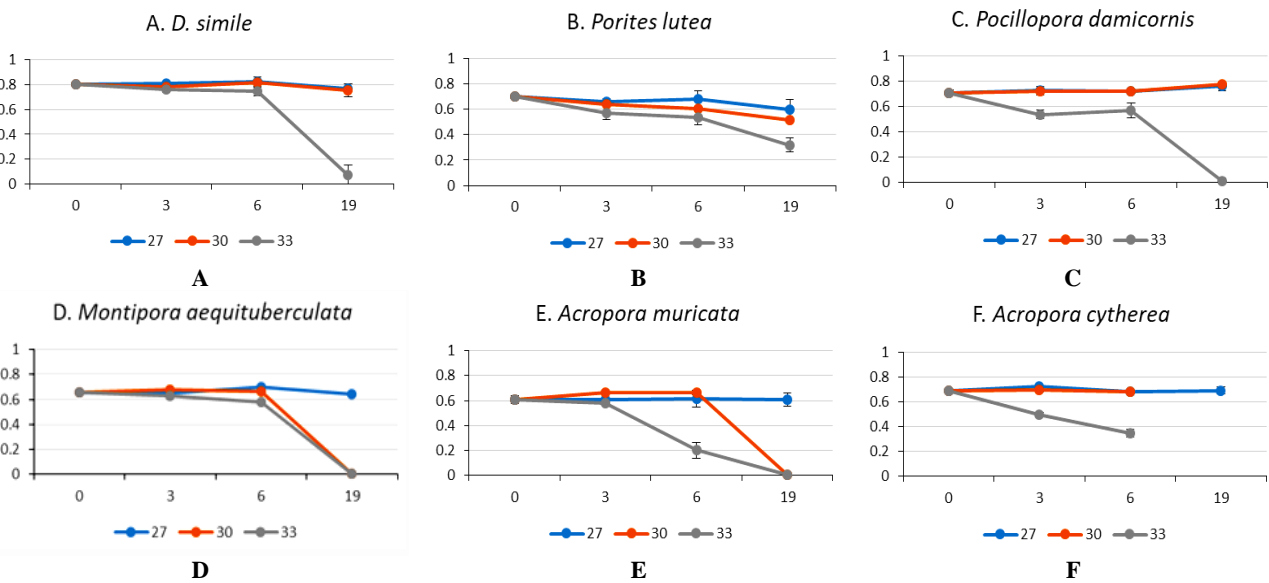 A. D. simile
1
0.8
0.6
0.4
0.2
0
0 3 6 19
27 30 33
A
B. Porites lutea
1
0.8
0.6
0.4
0.2
0
0 3 6 19
27 30 33
B
C. Pocillopora damicornis
1
0.8
0.6
0.4
0.2
0
0 3 6 19
27 30 33
C
D. Montipora aequituberculata
1
0.8
0.6
0.4
0.2
0
0 3 6 19
27 30 33
D
E. Acropora muricata
1
0.8
0.6
0.4
0.2
0
0 3 6 19
27 30 33
E
F. Acropora cytherea
1
0.8
0.6
0.4
0.2
0
0 3 6 19
27 30 33
F